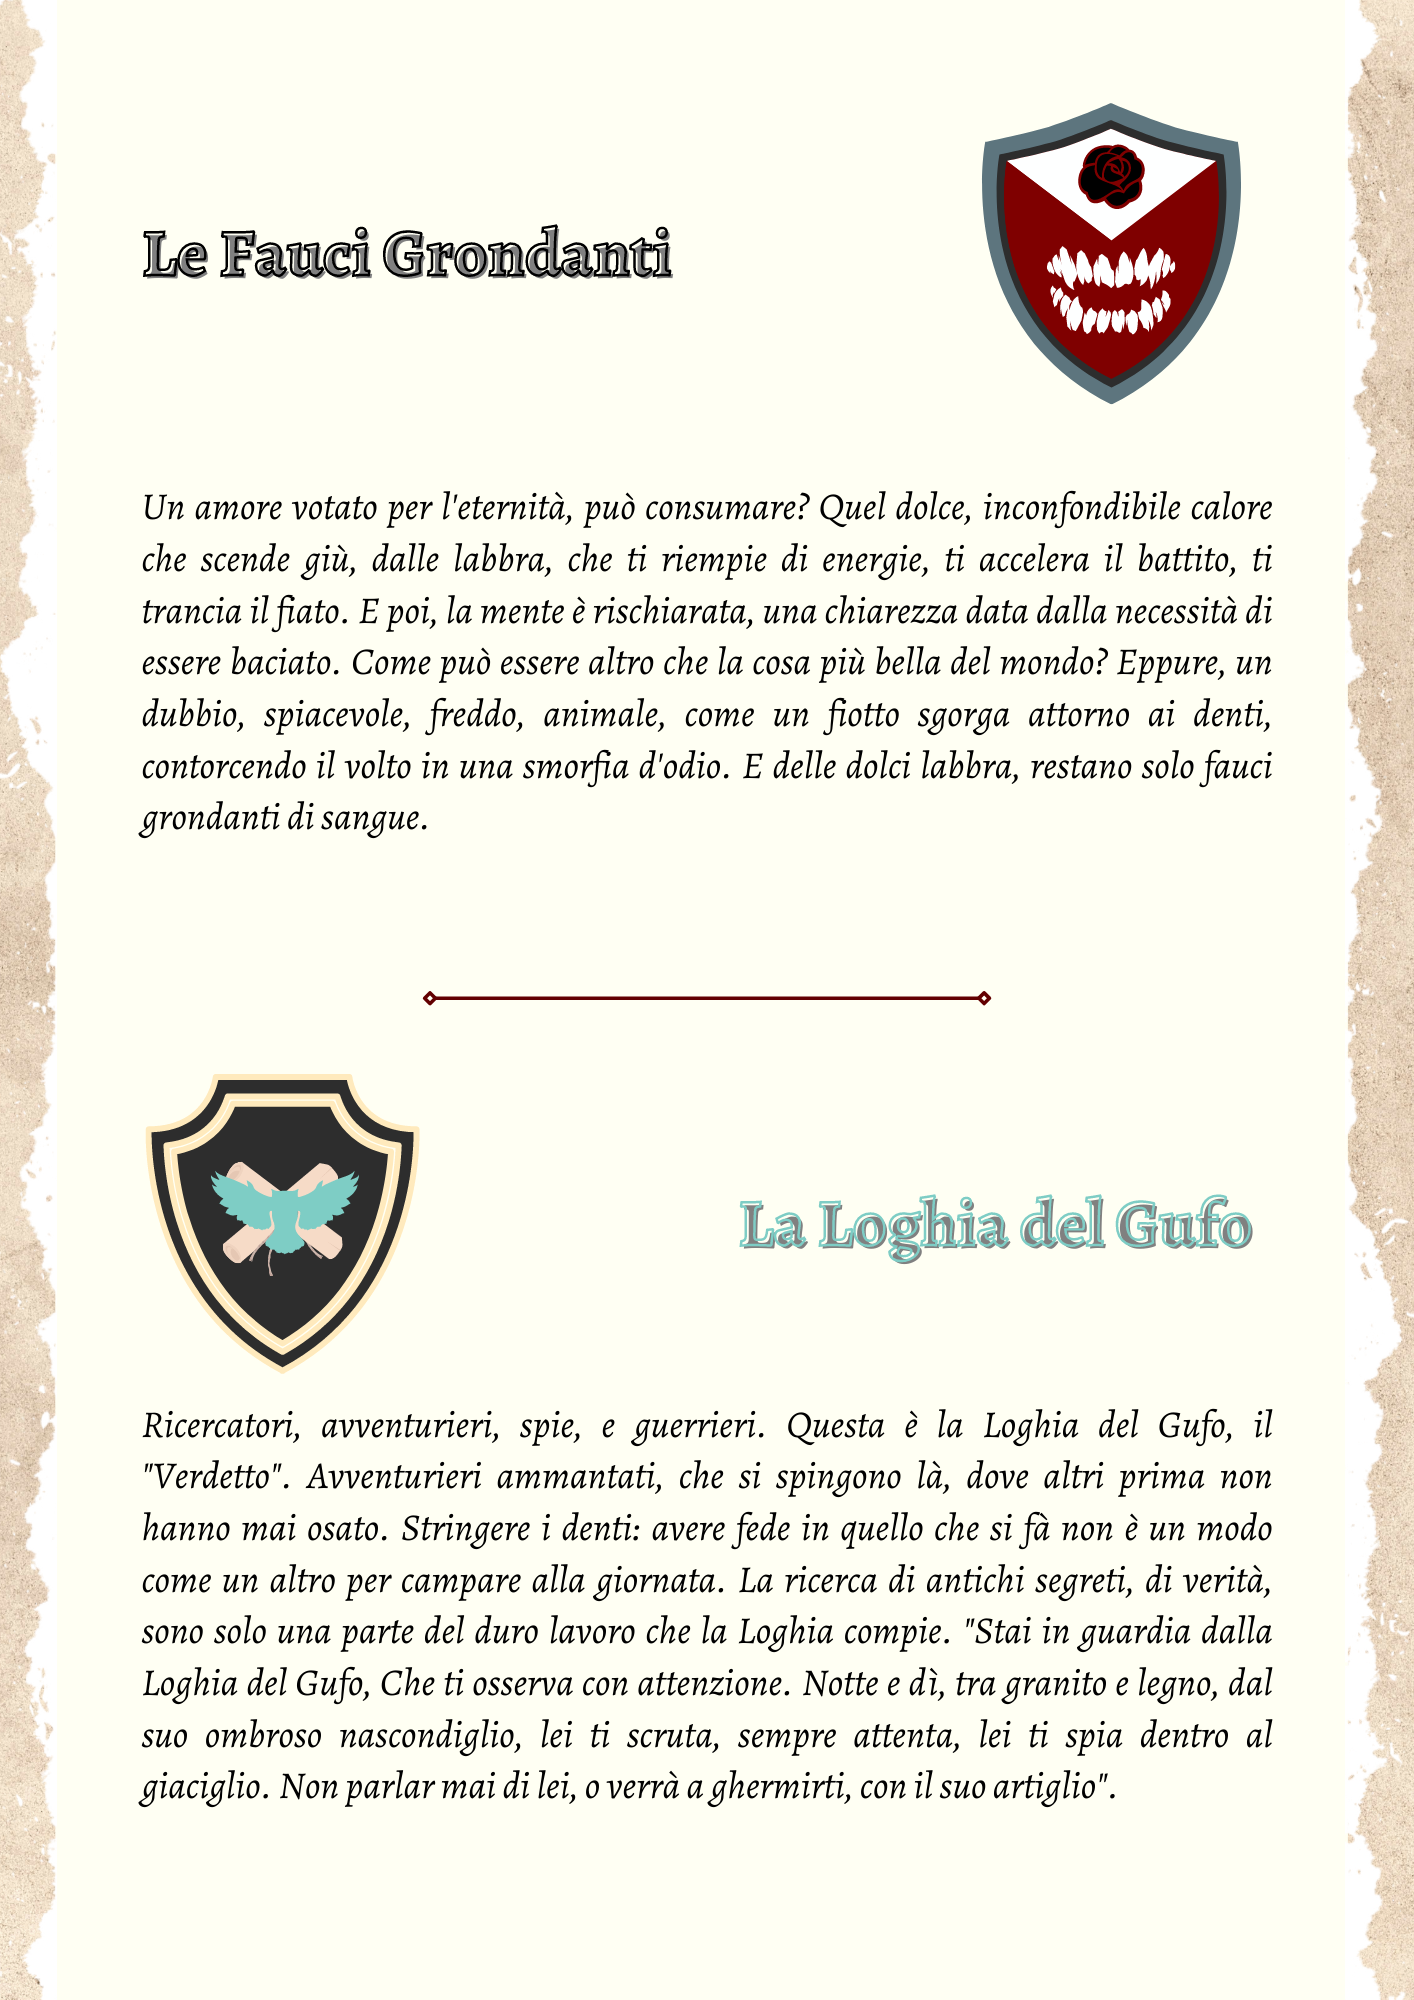 Le Fauci Grondanti
Un amore votato per l'eternità, può consumare? Quel dolce, inconfondibile calore
che scende giù, dalle labbra, che ti riempie di energie, ti accelera il battito, ti
trancia il fiato. E poi, la mente è rischiarata, una chiarezza data dalla necessità di
essere baciato. Come può essere altro che la cosa più bella del mondo? Eppure, un
dubbio, spiacevole, freddo, animale, come un fiotto sgorga attorno ai denti,
contorcendo il volto in una smorfia d'odio. E delle dolci labbra, restano solo fauci
grondanti di sangue.
La Loghia del Gufo
Ricercatori, avventurieri, spie, e guerrieri. Questa è la Loghia del Gufo, il
"Verdetto". Avventurieri ammantati, che si spingono là, dove altri prima non
hanno mai osato. Stringere i denti: avere fede in quello che si fà non è un modo
come un altro per campare alla giornata. La ricerca di antichi segreti, di verità,
sono solo una parte del duro lavoro che la Loghia compie. "Stai in guardia dalla
Loghia del Gufo, Che ti osserva con attenzione. Notte e dì, tra granito e legno, dal
suo ombroso nascondiglio, lei ti scruta, sempre attenta, lei ti spia dentro al
giaciglio. Non parlar mai di lei, o verrà a ghermirti, con il suo artiglio".